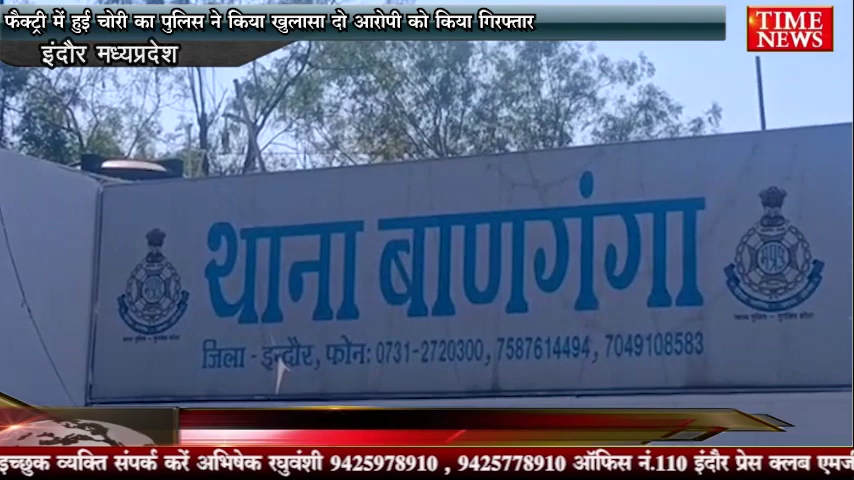 फैक्ट्री में हुई चोरी का पुलिस ने किया खुलासा दो आरोपी को किया गिरफ्तार
TIME
NEWS
इंदौर मध्यप्रदेश
थाना बाणगंगा
जिला - इन्दौर, फोन: 0731-2720300, 7587614494, 7049108583
इच्छुक व्यक्ति संपर्क करें अभिषेक रघुवंशी 9425978910 , 9425778910 ऑफिस नं.110 इंदौर प्रेस क्लब एमजी